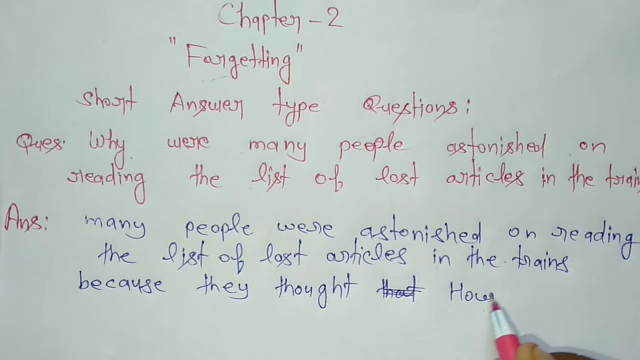 Chapter - 2
"Fargetting"
Short Answer type Questions:
Ques. Why were many people astonished on
reading the list of lost articles in the train
Ans: many people were astonished on reading
the list of lost articles in the trains
because they thought that How